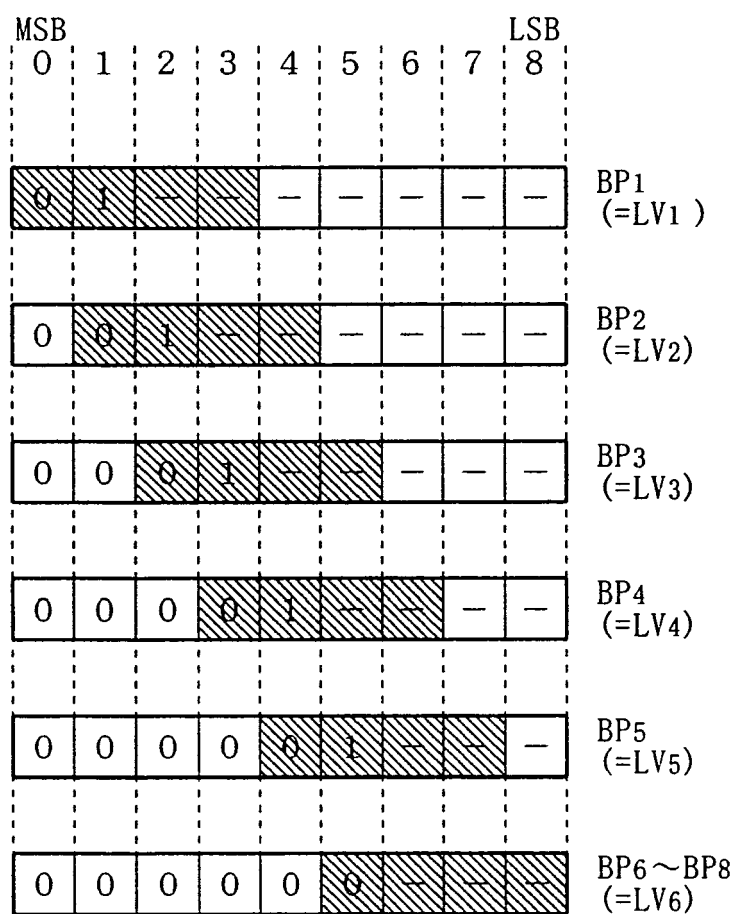 MSB LSB
0 1 2 3 4 5 6 7 8
0 1 — — — — — — — BP1
(=LV1 )
0 0 1 — — — — — — BP2
(=LV2)
0 0 0 1 — — — — — BP3
(=LV3)
0 0 0 0 1 — — — — BP4
(=LV4)
0 0 0 0 0 1 — — — BP5
(=LV5)
0 0 0 0 0 0 — — — BP6～BP8
(=LV6)